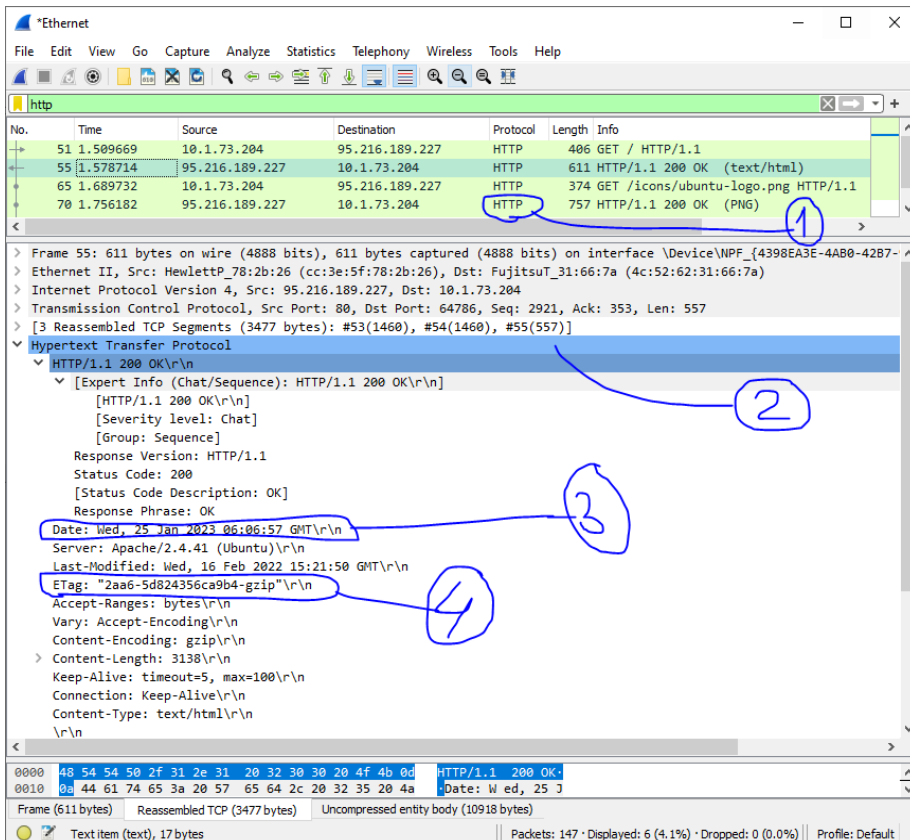 *Ethernet
File Edit View Go Capture Analyze Statistics Telephony Wireless Tools Help
http
No. Time Source Destination Protocol Length Info
51 1.509669 10.1.73.204 95.216.189.227 HTTP 406 GET / HTTP/1.1
55 1.578714 95.216.189.227 10.1.73.204 HTTP 611 HTTP/1.1 200 OK (text/html)
65 1.689732 10.1.73.204 95.216.189.227 HTTP 374 GET /icons/ubuntu-logo.png HTTP/1.1
70 1.756182 95.216.189.227 10.1.73.204 HTTP 757 HTTP/1.1 200 OK (PNG)
1
Frame 55: 611 bytes on wire (4888 bits), 611 bytes captured (4888 bits) on interface \Device\NPF_{4398EA3E-4AB0-42B7-
Ethernet II, Src: HewlettP_78:2b:26 (cc:3e:5f:78:2b:26), Dst: FujitsuT_31:66:7a (4c:52:62:31:66:7a)
Internet Protocol Version 4, Src: 95.216.189.227, Dst: 10.1.73.204
Transmission Control Protocol, Src Port: 80, Dst Port: 64786, Seq: 2921, Ack: 353, Len: 557
[3 Reassembled TCP Segments (3477 bytes): #53(1460), #54(1460), #55(557)]
Hypertext Transfer Protocol
HTTP/1.1 200 OK\r\n
[Expert Info (Chat/Sequence): HTTP/1.1 200 OK\r\n]
[HTTP/1.1 200 OK\r\n]
2
[Severity level: Chat]
[Group: Sequence]
Response Version: HTTP/1.1
Status Code: 200
[Status Code Description: OK]
Response Phrase: OK
3
Date: Wed, 25 Jan 2023 06:06:57 GMT\r\n
Server: Apache/2.4.41 (Ubuntu)\r\n
Last-Modified: Wed, 16 Feb 2022 15:21:50 GMT\r\n
ETag: "2aa6-5d824356ca9b4-gzip"\r\n
4
Accept-Ranges: bytes\r\n
Vary: Accept-Encoding\r\n
Content-Encoding: gzip\r\n
Content-Length: 3138\r\n
Keep-Alive: timeout=5, max=100\r\n
Connection: Keep-Alive\r\n
Content-Type: text/html\r\n
\r\n
0000 48 54 54 50 2f 31 2e 31 20 32 30 30 20 4f 4b 0d HTTP/1.1 200 OK·
0010 0a 44 61 74 65 3a 20 57 65 64 2c 20 32 35 20 4a ·Date: W ed, 25 J
Frame (611 bytes) Reassembled TCP (3477 bytes) Uncompressed entity body (10918 bytes)
Text item (text), 17 bytes Packets: 147 · Displayed: 6 (4.1%) · Dropped: 0 (0.0%) Profile: Default